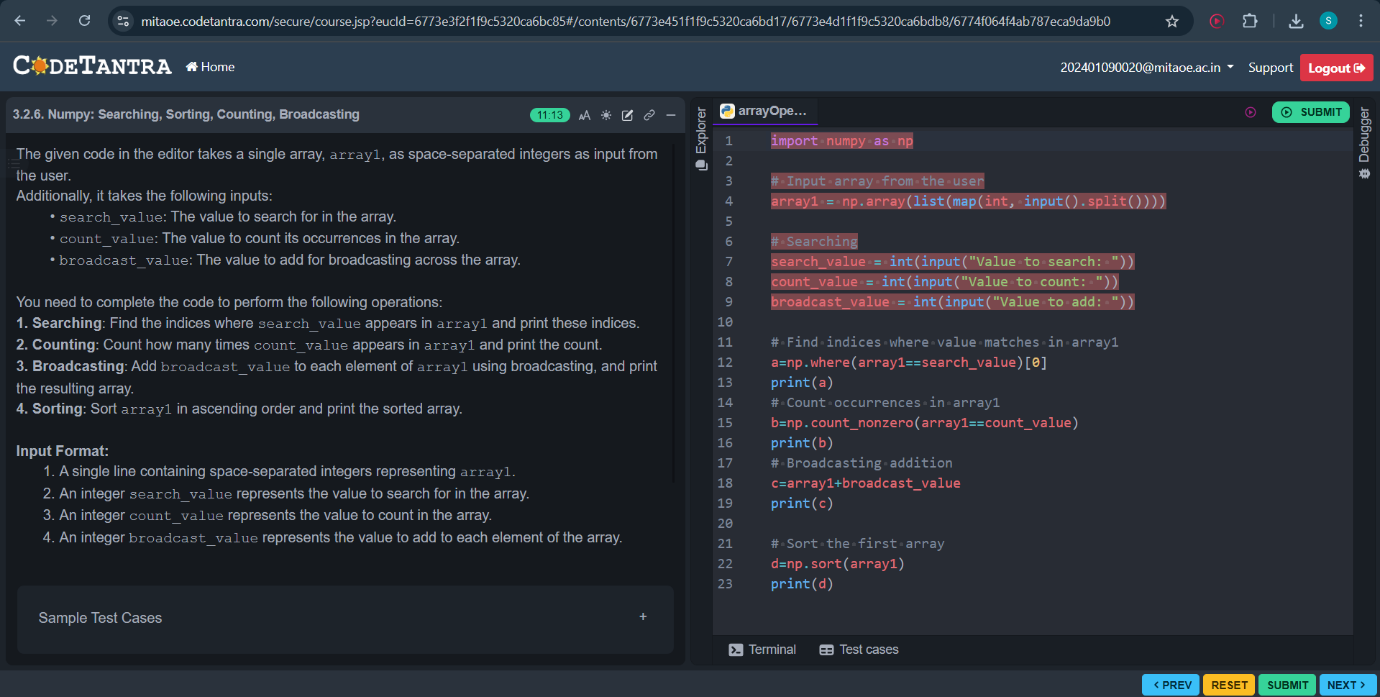 mitaoe.codetantra.com/secure/course.jsp?eucId=6773e3f2f1f9c5320ca6bc85#/contents/6773e451f1f9c5320ca6bd17/6773e4d1f1f9c5320ca6bdb8/6774f064f4ab787eca9da9b0
S
CODETANTRA
Home
202401090020@mitaoe.ac.in
Support
Logout
3.2.6. Numpy: Searching, Sorting, Counting, Broadcasting
11:13
AA
The given code in the editor takes a single array, array1, as space-separated integers as input from
the user.
Additionally, it takes the following inputs:
• search_value: The value to search for in the array.
• count_value: The value to count its occurrences in the array.
• broadcast_value: The value to add for broadcasting across the array.
You need to complete the code to perform the following operations:
1. Searching: Find the indices where search_value appears in array1 and print these indices.
2. Counting: Count how many times count_value appears in array1 and print the count.
3. Broadcasting: Add broadcast_value to each element of array1 using broadcasting, and print
the resulting array.
4. Sorting: Sort array1 in ascending order and print the sorted array.
Input Format:
1. A single line containing space-separated integers representing array1.
2. An integer search_value represents the value to search for in the array.
3. An integer count_value represents the value to count in the array.
4. An integer broadcast_value represents the value to add to each element of the array.
Sample Test Cases
+
Explorer
arrayOpe...
SUBMIT
Debugger
1 import numpy as np
2
3 # Input array from the user
4 array1 = np.array(list(map(int, input().split())))
5
6 # Searching
7 search_value = int(input("Value to search: "))
8 count_value = int(input("Value to count: "))
9 broadcast_value = int(input("Value to add: "))
10
11 # Find indices where value matches in array1
12 a=np.where(array1==search_value)[0]
13 print(a)
14 # Count occurrences in array1
15 b=np.count_nonzero(array1==count_value)
16 print(b)
17 # Broadcasting addition
18 c=array1+broadcast_value
19 print(c)
20
21 # Sort the first array
22 d=np.sort(array1)
23 print(d)
Terminal
Test cases
< PREV
RESET
SUBMIT
NEXT >